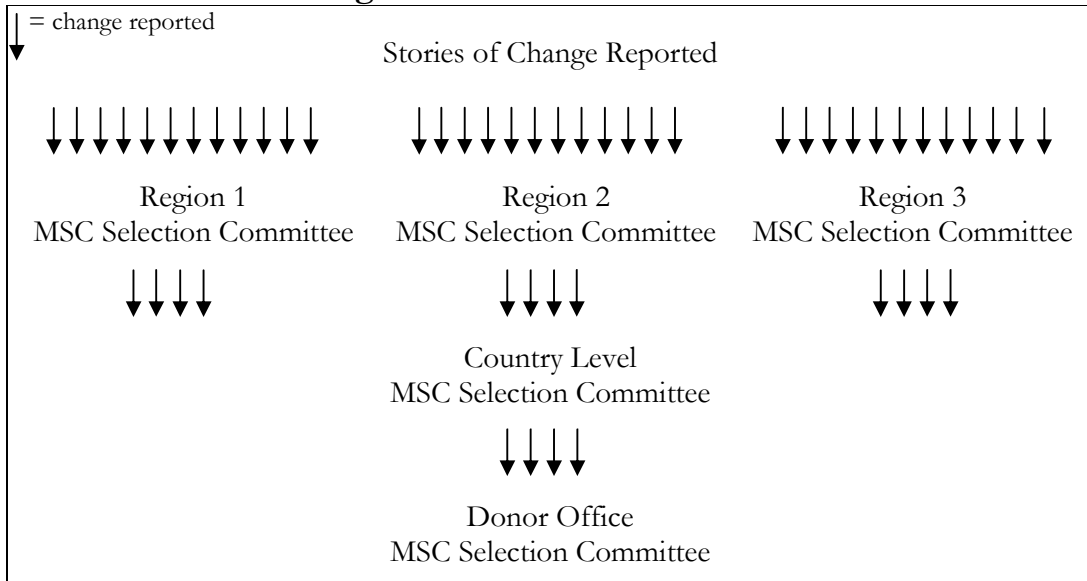 = change reported
Stories of Change Reported
Region 1
MSC Selection Committee
Region 2
MSC Selection Committee
Region 3
MSC Selection Committee
Country Level
MSC Selection Committee
Donor Office
MSC Selection Committee